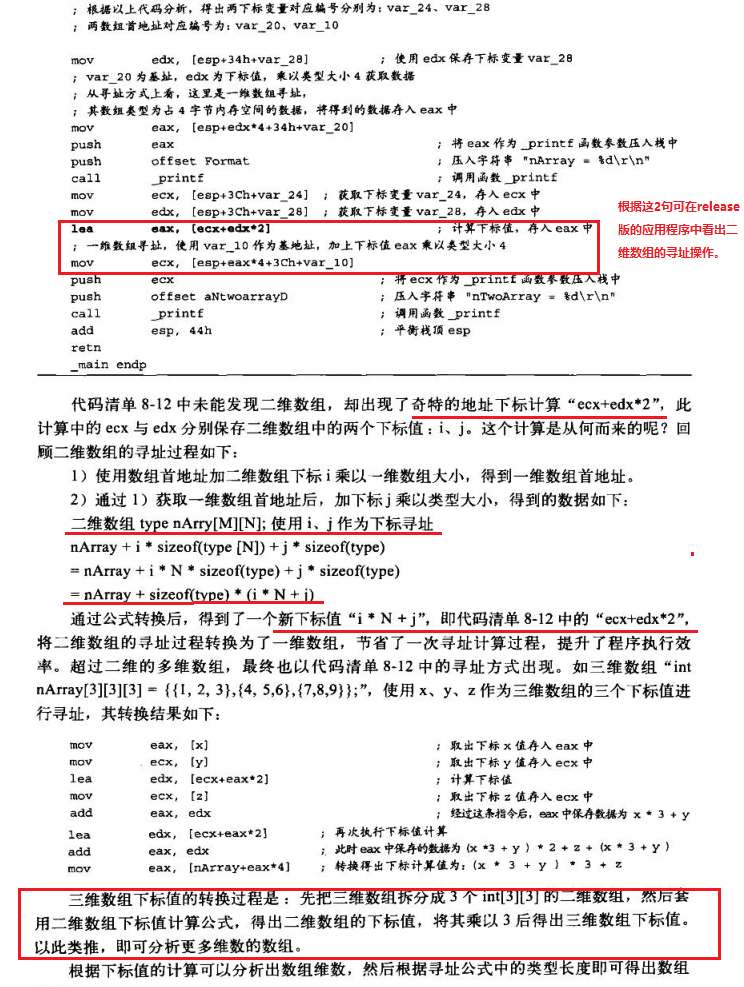 ; 根据以上代码分析，得出两下标变量对应编号分别为：var_24、var_28
; 两数组首地址对应编号为：var_20、var_10
mov edx, [esp+34h+var_28] ; 使用 edx 保存下标变量 var_28
; var_20 为基址，edx 为下标值，乘以类型大小 4 获取数据
; 从寻址方式上看，这里是一维数组寻址，
; 其数组类型为占 4 字节内存空间的数据，将得到的数据存入 eax 中
mov eax, [esp+edx*4+34h+var_20]
push eax ; 将 eax 作为 _printf 函数参数压入栈中
push offset Format ; 压入字符串 "nArray = %d\r\n"
call _printf ; 调用函数 _printf
mov ecx, [esp+3Ch+var_24] ; 获取下标变量 var_24，存入 ecx 中
mov edx, [esp+3Ch+var_28] ; 获取下标变量 var_28，存入 edx 中
lea eax, [ecx+edx*2] ; 计算下标值，存入 eax 中
; 一维数组寻址，使用 var_10 作为基地址，加上下标值 eax 乘以类型大小 4
mov ecx, [esp+eax*4+3Ch+var_10]
根据这2句可在release
版的应用程序中看出二
维数组的寻址操作。
push ecx ; 将 ecx 作为 _printf 函数参数压入栈中
push offset aNtwoarrayD ; 压入字符串 "nTwoArray = %d\r\n"
call _printf ; 调用函数 _printf
add esp, 44h ; 平衡栈顶 esp
retn
_main endp
代码清单 8-12 中未能发现二维数组，却出现了奇特的地址下标计算“ecx+edx*2”，此
计算中的 ecx 与 edx 分别保存二维数组中的两个下标值：i、j。这个计算是从何而来的呢？回
顾二维数组的寻址过程如下：
1）使用数组首地址加二维数组下标 i 乘以一维数组大小，得到一维数组首地址。
2）通过 1）获取一维数组首地址后，加下标 j 乘以类型大小，得到的数据如下：
二维数组 type nArry[M][N]; 使用 i、j 作为下标寻址
nArray + i * sizeof(type [N]) + j * sizeof(type)
= nArray + i * N * sizeof(type) + j * sizeof(type)
= nArray + sizeof(type) * (i * N + j)
通过公式转换后，得到了一个新下标值“i * N + j”，即代码清单 8-12 中的“ecx+edx*2”，
将二维数组的寻址过程转换为了一维数组，节省了一次寻址计算过程，提升了程序执行效
率。超过二维的多维数组，最终也以代码清单 8-12 中的寻址方式出现。如三维数组“int
nArray[3][3][3] = {{1, 2, 3},{4, 5,6},{7,8,9}};”，使用 x、y、z 作为三维数组的三个下标值进
行寻址，其转换结果如下：
mov eax, [x] ; 取出下标 x 值存入 eax 中
mov ecx, [y] ; 取出下标 y 值存入 ecx 中
lea edx, [ecx+eax*2] ; 计算下标值
mov ecx, [z] ; 取出下标 z 值存入 ecx 中
add eax, edx ; 经过这条指令后，eax 中保存数据为 x * 3 + y
lea edx, [ecx+eax*2] ; 再次执行下标值计算
add eax, edx ; 此时 eax 中保存的数据为 (x *3 + y ) * 2 + z + (x * 3 + y )
mov eax, [nArray+eax*4] ; 转换得出下标计算值为：(x * 3 + y ) * 3 + z
三维数组下标值的转换过程是：先把三维数组拆分成 3 个 int[3][3] 的二维数组，然后套
用二维数组下标值计算公式，得出二维数组的下标值，将其乘以 3 后得出三维数组下标值。
以此类推，即可分析更多维数的数组。
根据下标值的计算可以分析出数组维数，然后根据寻址公式中的类型长度即可得出数组